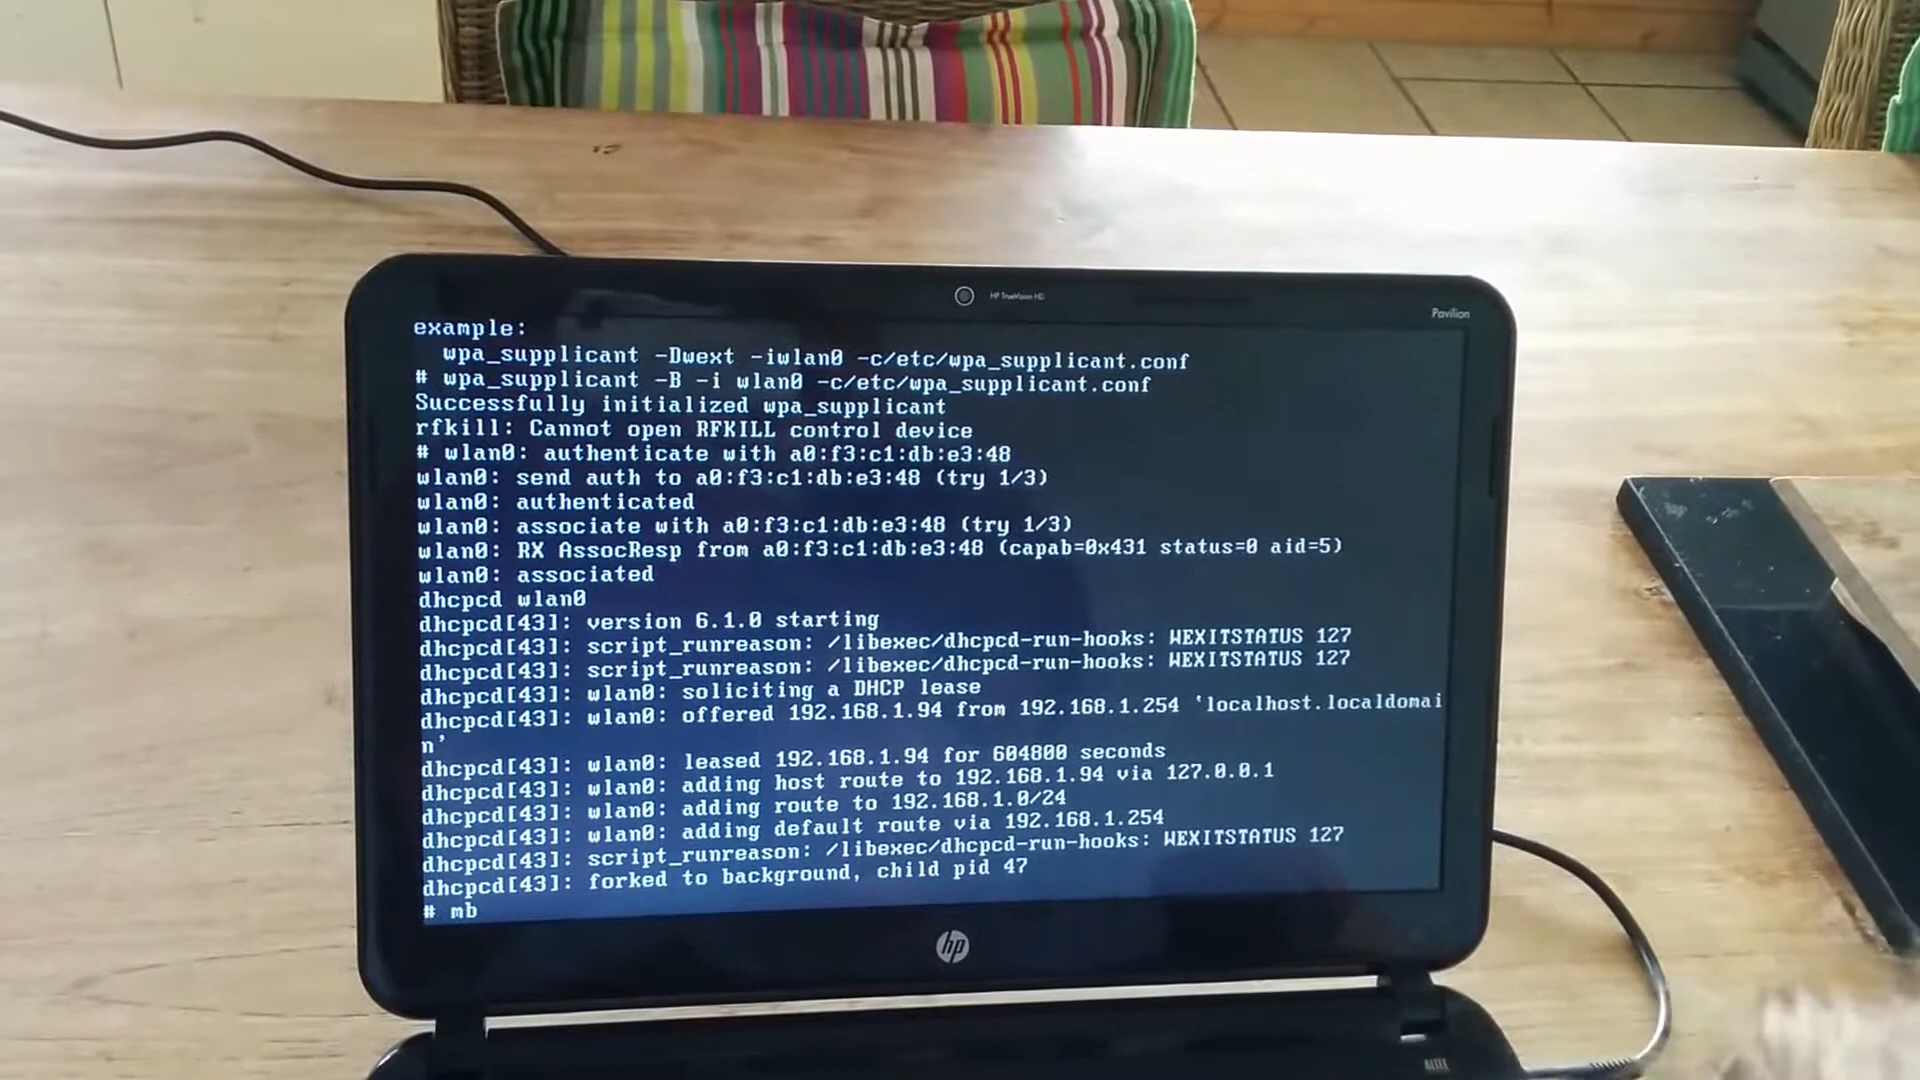 HP TrueVision HD
Pavilion
example:
  wpa_supplicant -Dwext -iwlan0 -c/etc/wpa_supplicant.conf
# wpa_supplicant -B -i wlan0 -c/etc/wpa_supplicant.conf
Successfully initialized wpa_supplicant
rfkill: Cannot open RFKILL control device
# wlan0: authenticate with a0:f3:c1:db:e3:48
wlan0: send auth to a0:f3:c1:db:e3:48 (try 1/3)
wlan0: authenticated
wlan0: associate with a0:f3:c1:db:e3:48 (try 1/3)
wlan0: RX AssocResp from a0:f3:c1:db:e3:48 (capab=0x431 status=0 aid=5)
wlan0: associated
dhcpcd wlan0
dhcpcd[43]: version 6.1.0 starting
dhcpcd[43]: script_runreason: /libexec/dhcpcd-run-hooks: WEXITSTATUS 127
dhcpcd[43]: script_runreason: /libexec/dhcpcd-run-hooks: WEXITSTATUS 127
dhcpcd[43]: wlan0: soliciting a DHCP lease
dhcpcd[43]: wlan0: offered 192.168.1.94 from 192.168.1.254 `localhost.localdomai
n'
dhcpcd[43]: wlan0: leased 192.168.1.94 for 604800 seconds
dhcpcd[43]: wlan0: adding host route to 192.168.1.94 via 127.0.0.1
dhcpcd[43]: wlan0: adding route to 192.168.1.0/24
dhcpcd[43]: wlan0: adding default route via 192.168.1.254
dhcpcd[43]: script_runreason: /libexec/dhcpcd-run-hooks: WEXITSTATUS 127
dhcpcd[43]: forked to background, child pid 47
# mb
hp
ALTEC